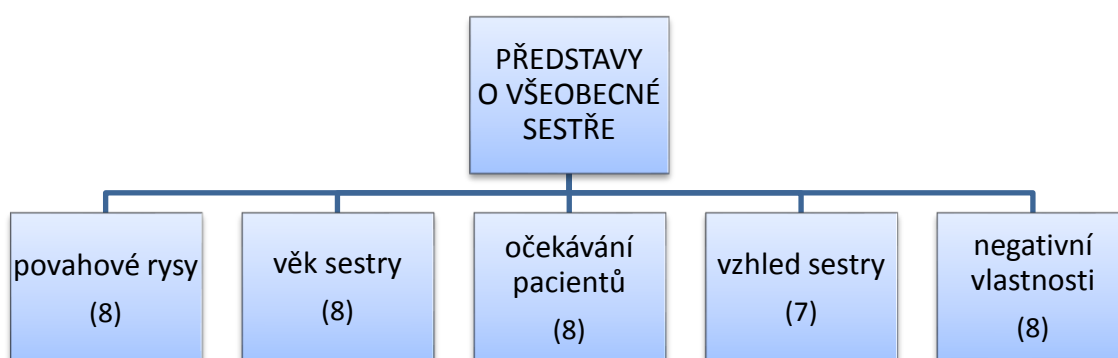 PŘEDSTAVY
O VŠEOBECNÉ
SESTŘE
povahové rysy
(8)
věk sestry
(8)
očekávání
pacientů
(8)
vzhled sestry
(7)
negativní
vlastnosti
(8)